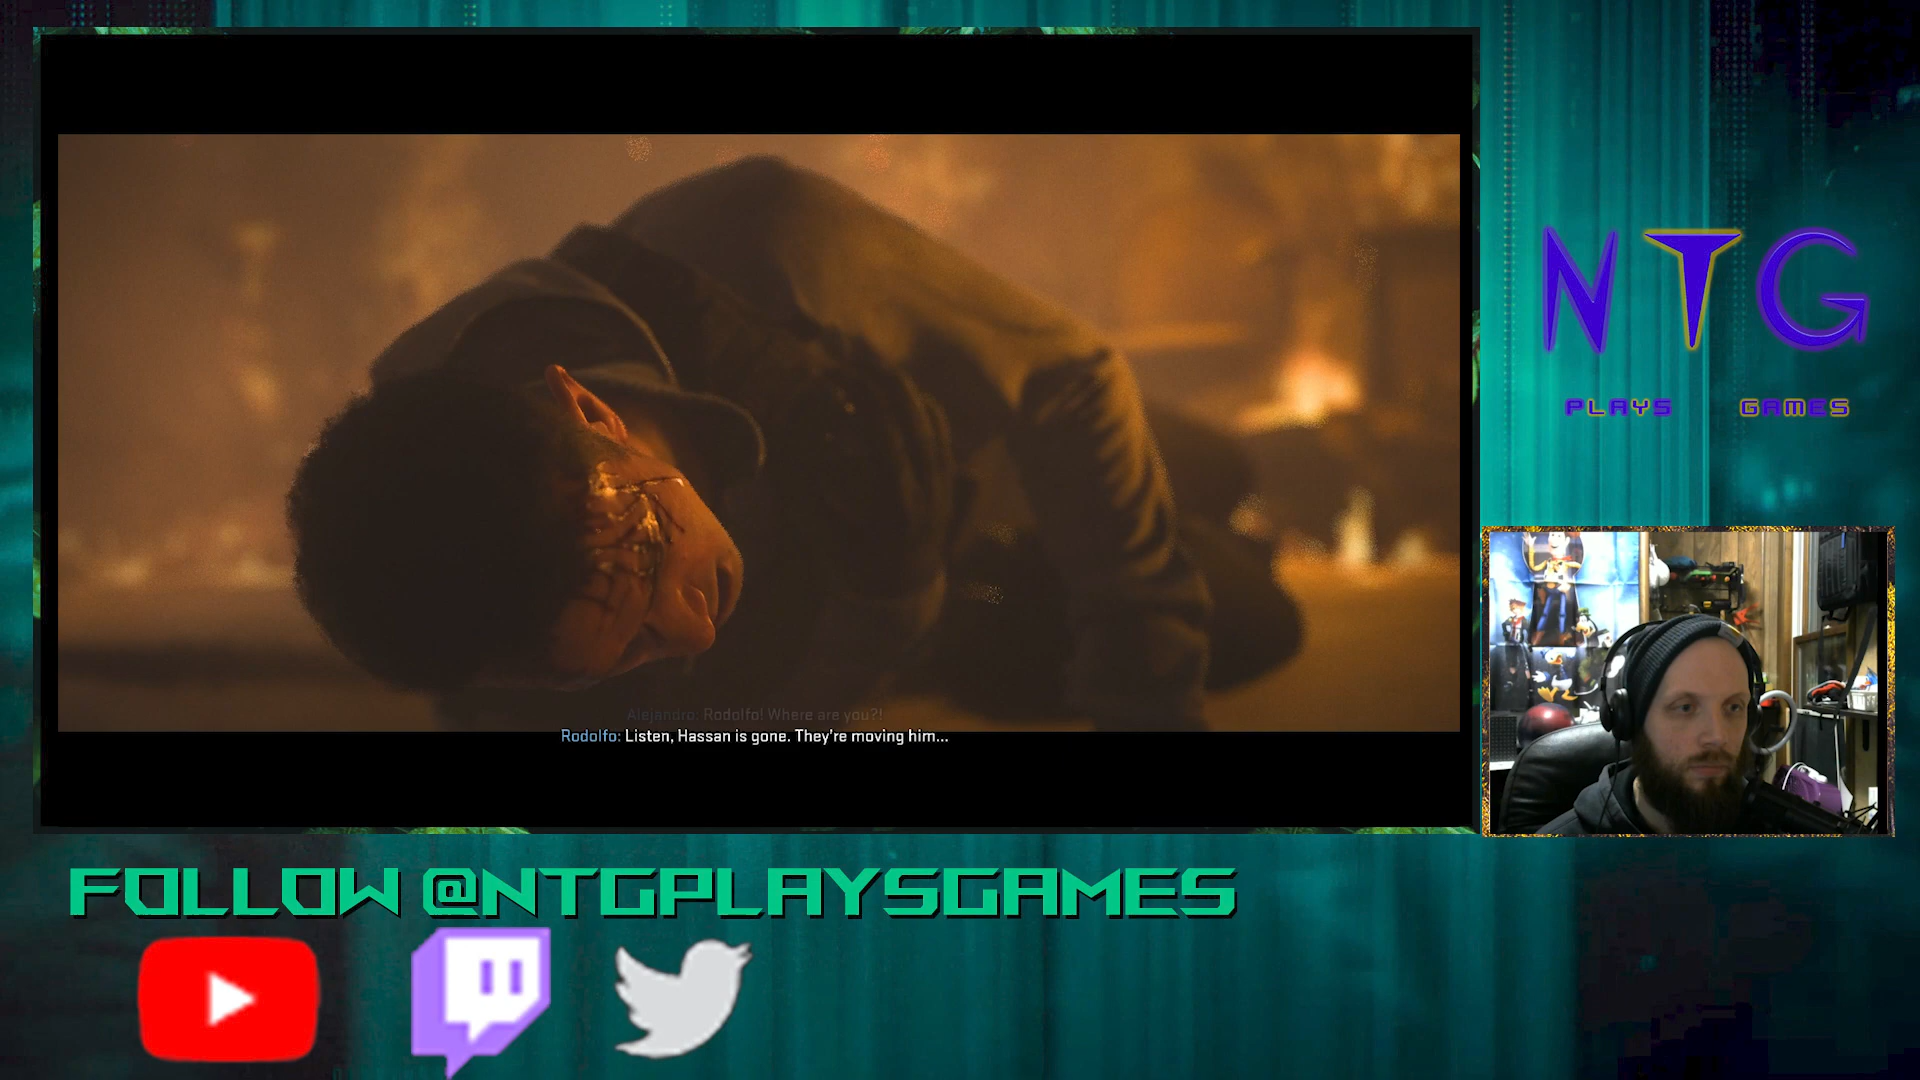 NTG
PLAYS GAMES
Alejandro: Rodolfo! Where are you?!
Rodolfo: Listen, Hassan is gone. They're moving him...
FOLLOW @NTGPLAYSGAMES